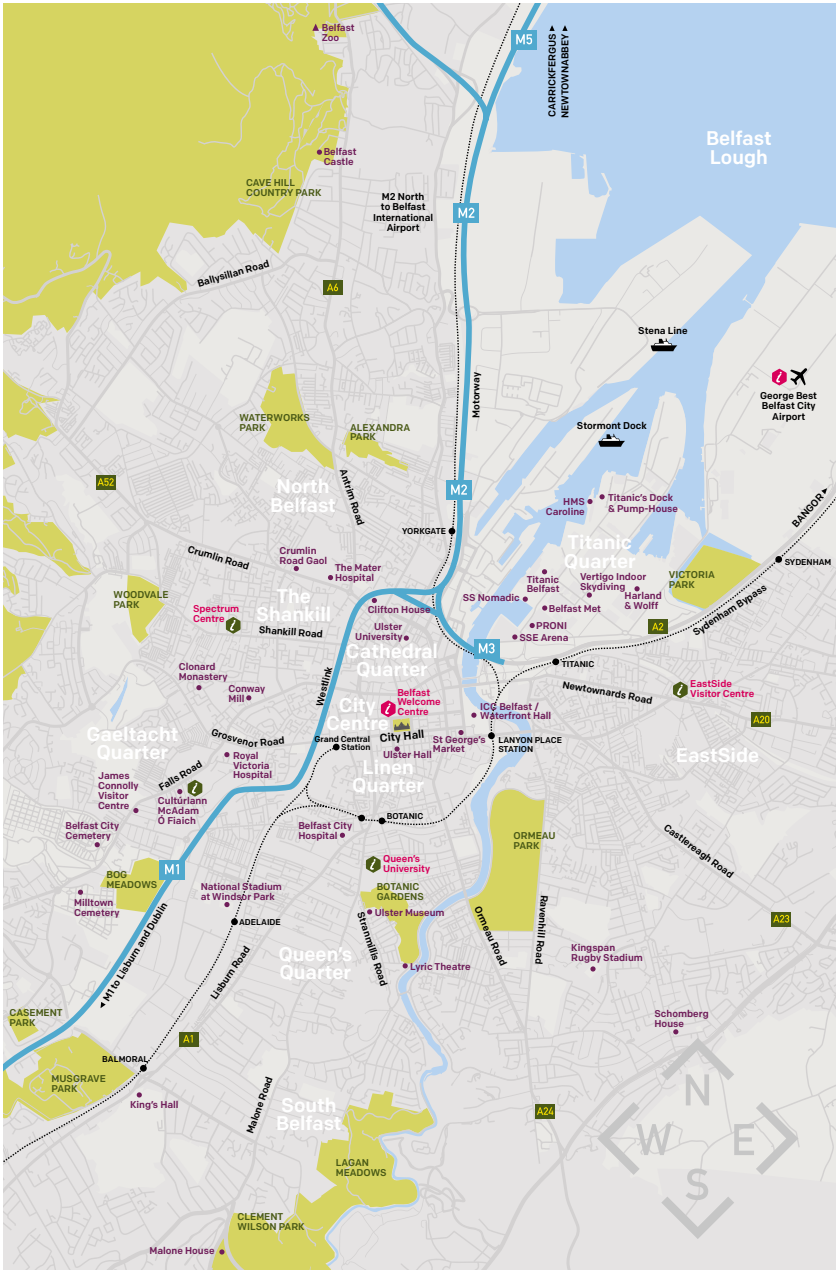 Belfast
Zoo
M5
CARRICKFERGUS
NEWTOWNABBEY
Belfast
Lough
Belfast
Castle
CAVE HILL
COUNTRY PARK
M2 North
to Belfast
International
Airport
M2
Ballysillan Road
A6
Stena Line
Motorway
George Best
Belfast City
Airport
WATERWORKS
PARK
ALEXANDRA
PARK
Stormont Dock
A52
North
Belfast
Antrim Road
M2
HMS
Caroline
Titanic's Dock
& Pump-House
BANGOR
YORKGATE
Titanic
Quarter
Crumlin Road
Crumlin
Road Gaol
The Mater
Hospital
SYDENHAM
VICTORIA
PARK
Titanic
Belfast
Vertigo Indoor
Skydiving
Harland
& Wolff
WOODVALE
PARK
The
Shankill
Clifton House
SS Nomadic
Belfast Met
Spectrum
Centre
Shankill Road
Ulster
University
PRONI
SSE Arena
A2
Sydenham Bypass
Cathedral
Quarter
M3
TITANIC
Clonard
Monastery
Conway
Mill
Westlink
Newtownards Road
EastSide
Visitor Centre
Belfast
Welcome
Centre
City
Centre
ICC Belfast /
Waterfront Hall
A20
Gaeltacht
Quarter
Grosvenor Road
Grand Central
Station
City Hall
St George's
Market
LANYON PLACE
STATION
Royal
Victoria
Hospital
Ulster Hall
EastSide
Linen
Quarter
James
Connolly
Visitor
Centre
Falls Road
Cultúrlann
McAdam
Ó Fiaich
Belfast City
Cemetery
Belfast City
Hospital
BOTANIC
ORMEAU
PARK
Castlereagh Road
BOG
MEADOWS
M1
Queen's
University
Milltown
Cemetery
National Stadium
at Windsor Park
BOTANIC
GARDENS
Ulster Museum
ADELAIDE
Stranmillis Road
Ormeau Road
Ravenhill Road
A23
M1 to Lisburn and Dublin
Lisburn Road
Queen's
Quarter
Lyric Theatre
Kingspan
Rugby Stadium
CASEMENT
PARK
Schomberg
House
A1
BALMORAL
MUSGRAVE
PARK
King's Hall
Malone Road
South
Belfast
A24
N
W
E
S
LAGAN
MEADOWS
CLEMENT
WILSON PARK
Malone House